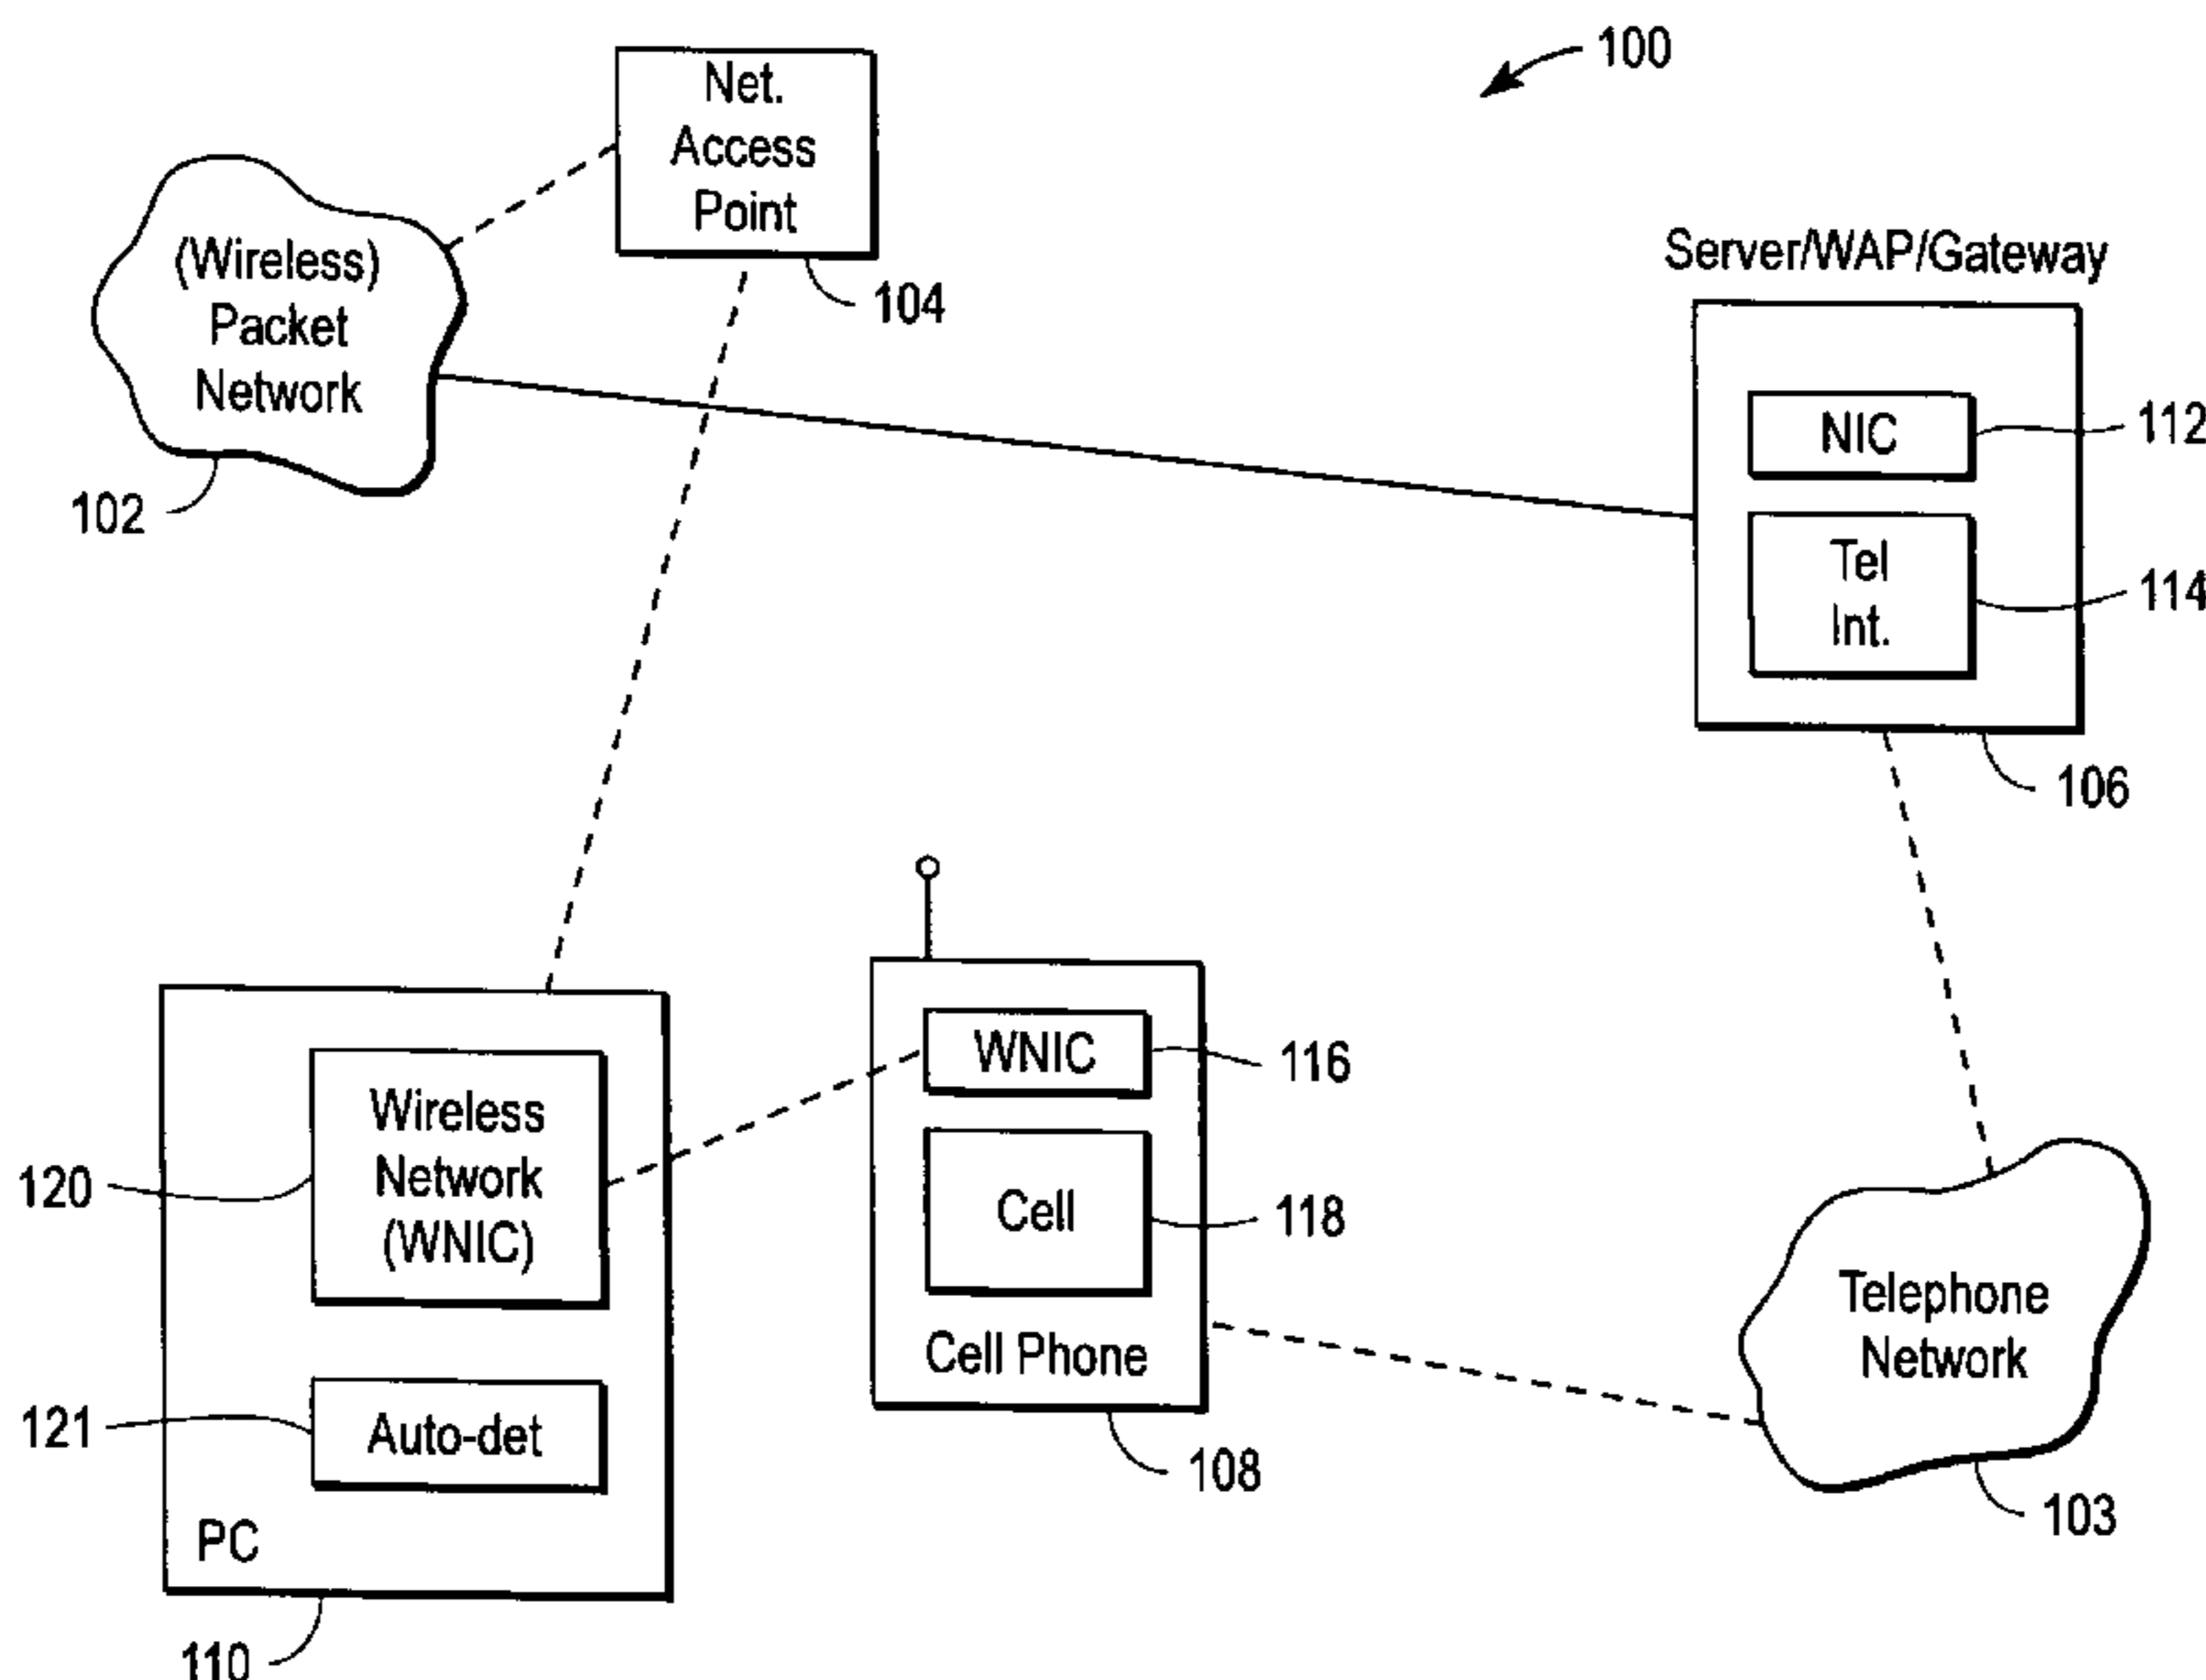 100
Net.
Access
Point
104
(Wireless)
Packet
Network
102
Server/WAP/Gateway
NIC
112
Tel
Int.
114
106
WNIC
116
Cell
118
Cell Phone
108
Wireless
Network
(WNIC)
120
Auto-det
121
PC
110
Telephone
Network
103